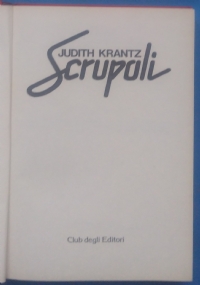 JUDITH KRANTZ
Scrupoli
Club degli Editori